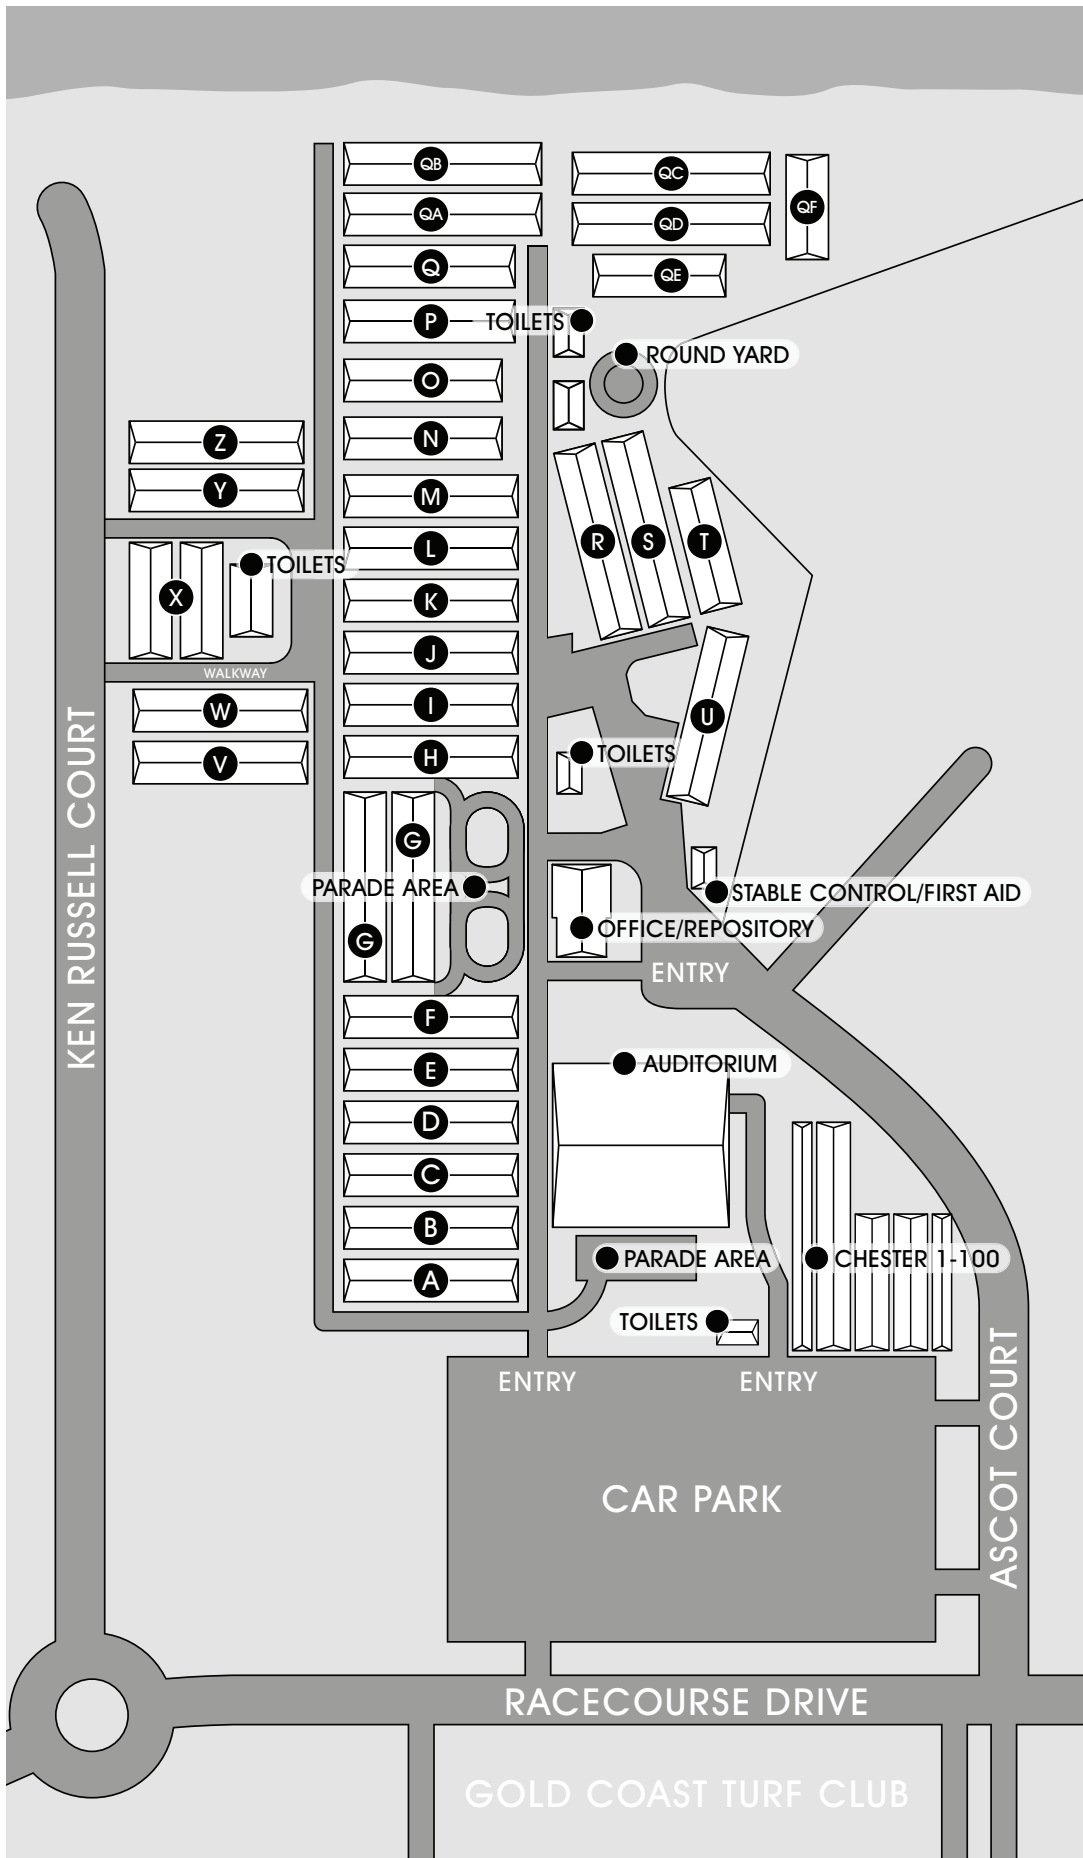 QB
QC
QF
QA
QD
Q
QE
P
TOILETS
ROUND YARD
O
N
Z
Y
M
L
R
S
T
TOILETS
X
K
J
WALKWAY
W
I
U
V
H
TOILETS
G
PARADE AREA
STABLE CONTROL/FIRST AID
G
OFFICE/REPOSITORY
ENTRY
KEN RUSSELL COURT
F
E
AUDITORIUM
D
C
B
PARADE AREA
CHESTER 1-100
A
TOILETS
ENTRY
ENTRY
ASCOT COURT
CAR PARK
RACECOURSE DRIVE
GOLD COAST TURF CLUB